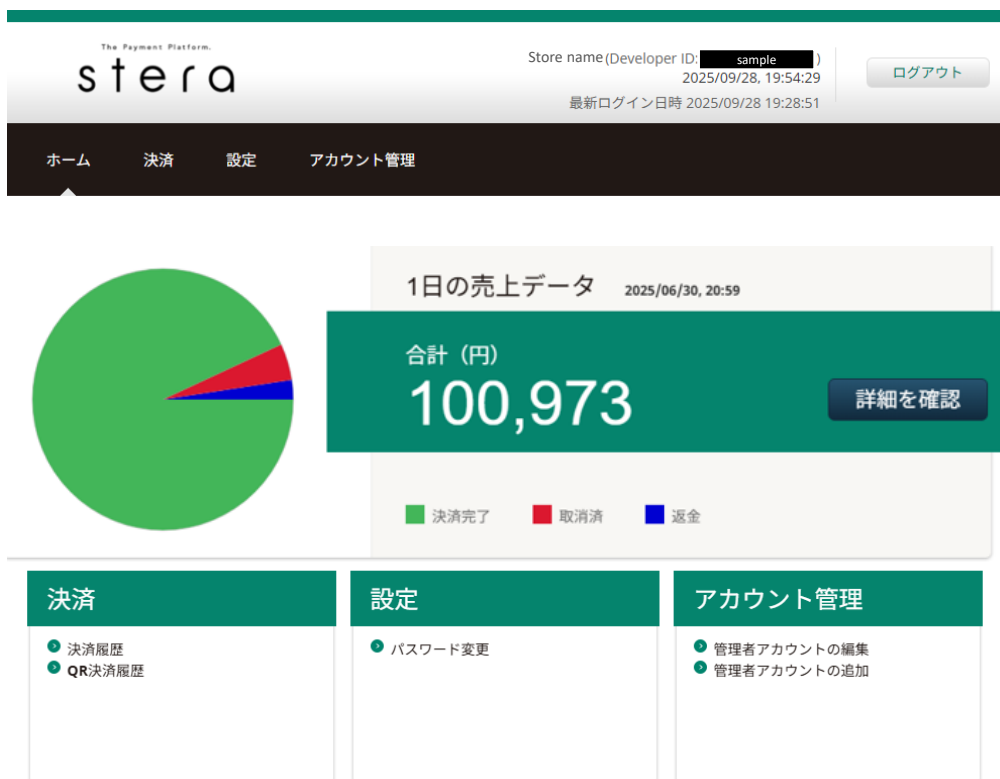 The Payment Platform.
stera
Store name (Developer ID: sample )
2025/09/28, 19:54:29
最新ログイン日時 2025/09/28 19:28:51
ログアウト
ホーム 決済 設定 アカウント管理
1日の売上データ 2025/06/30, 20:59
合計（円）
100,973
詳細を確認
決済完了 取消済 返金
決済
決済履歴
QR決済履歴
設定
パスワード変更
アカウント管理
管理者アカウントの編集
管理者アカウントの追加